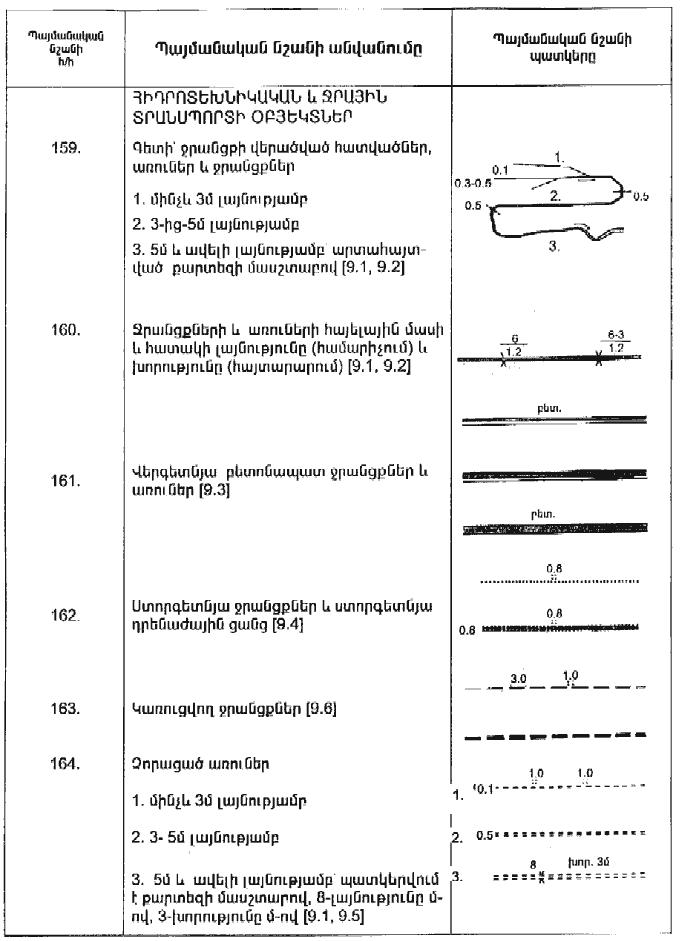 Պայմանական
նշանի
հ/հ
Պայմանական նշանի անվանումը
Պայմանական նշանի
պատկերը
ՀԻԴՐՈՏԵԽՆԻԿԱԿԱՆ և ՋՐԱՅԻՆ
ՏՐԱՆՍՊՈՐՏԻ ՕԲՅԵԿՏՆԵՐ
159.
Գետի՝ ջրանցքի վերածված հատվածներ,
առուներ և ջրանցքներ
1. մինչև 3մ լայնությամբ
2. 3-ից-5մ լայնությամբ
3. 5մ և ավելի լայնությամբ՝ արտահայտ-
ված քարտեզի մասշտաբով [9.1, 9.2]
0.1
1.
0.3-0.5
2.
0.5
0.5
3.
160.
Ջրանցքների և առուների հայելային մասի
և հատակի լայնությունը (համարիչում) և
խորությունը (հայտարարում) [9.1, 9.2]
6
1.2
6-3
1.2
բետ.
161.
Վերգետնյա բետոնապատ ջրանցքներ և
առուներ [9.3]
բետ.
0.8
162.
Ստորգետնյա ջրանցքներ և ստորգետնյա
դրենաժային ցանց [9.4]
0.8
0.8
3.0 1.0
163.
Կառուցվող ջրանցքներ [9.6]
164.
Չորացած առուներ
1. մինչև 3մ լայնությամբ
1.0 1.0
1. 0.1
2. 3- 5մ լայնությամբ
2. 0.5
3. 5մ և ավելի լայնությամբ՝ պատկերվում
է քարտեզի մասշտաբով, 8-լայնությունը մ-
ով, 3-խորությունը մ-ով [9.1, 9.5]
8 խոր. 3մ
3.